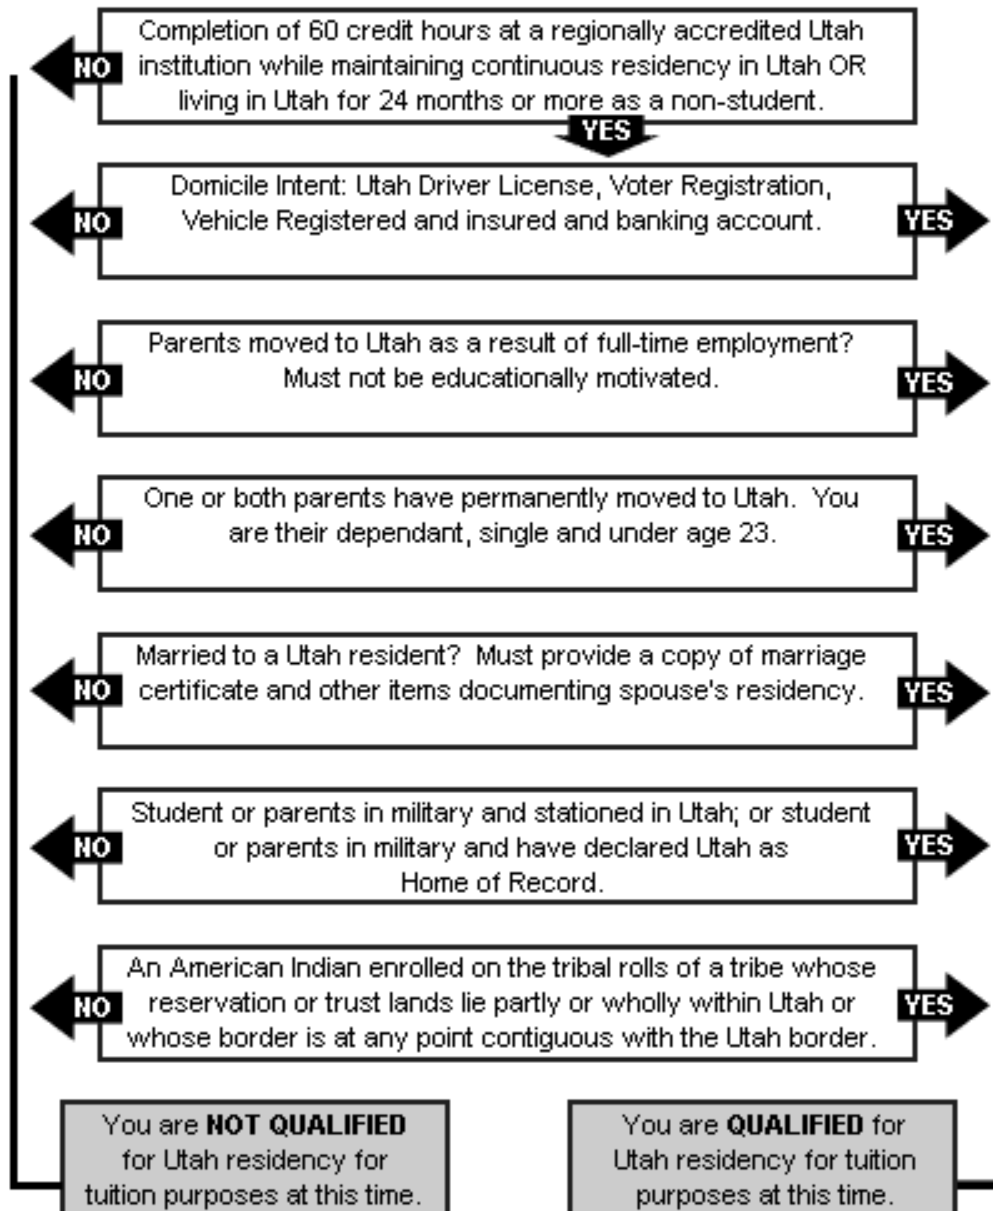 Completion of 60 credit hours at a regionally accredited Utah
NO
institution while maintaining continuous residency in Utah OR
living in Utah for 24 months or more as a non-student.
YES
Domicile Intent: Utah Driver License, Voter Registration,
Vehicle Registered and insured and banking account.
NO
YES
Parents moved to Utah as a result of full-time employment?
Must not be educationally motivated.
NO
YES
One or both parents have permanently moved to Utah. You
are their dependant, single and under age 23.
NO
YES
Married to a Utah resident? Must provide a copy of marriage
certificate and other items documenting spouse's residency.
NO
YES
Student or parents in military and stationed in Utah; or student
or parents in military and have declared Utah as
Home of Record.
NO
YES
An American Indian enrolled on the tribal rolls of a tribe whose
reservation or trust lands lie partly or wholly within Utah or
whose border is at any point contiguous with the Utah border.
NO
YES
You are NOT QUALIFIED
for Utah residency for
tuition purposes at this time.
You are QUALIFIED for
Utah residency for tuition
purposes at this time.